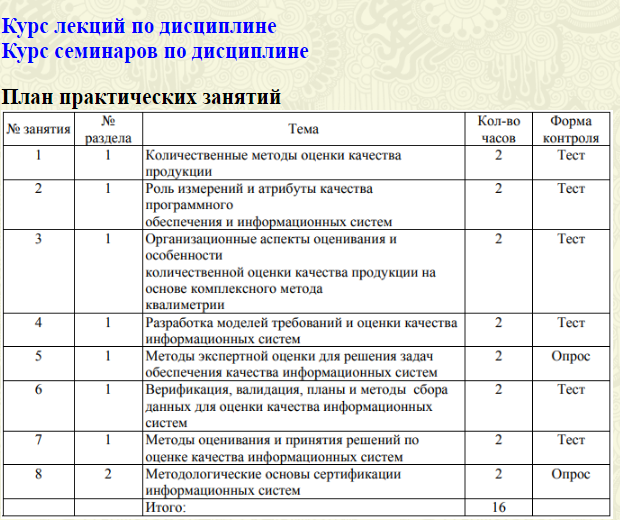 Курс лекций по дисциплине
Курс семинаров по дисциплине
План практических занятий
№ занятия № раздела Тема Кол-во часов Форма контроля
1 1 Количественные методы оценки качества 2 Тест
продукции
2 1 Роль измерений и атрибуты качества 2 Тест
программного
обеспечения и информационных систем
3 1 Организационные аспекты оценивания и 2 Тест
особенности
количественной оценки качества продукции на
основе комплексного метода
квалиметрии
4 1 Разработка моделей требований и оценки качества 2 Тест
информационных систем
5 1 Методы экспертной оценки для решения задач 2 Опрос
обеспечения качества информационных систем
6 1 Верификация, валидация, планы и методы сбора 2 Тест
данных для оценки качества информационных
систем
7 1 Методы оценивания и принятия решений по 2 Тест
оценке качества информационных систем
8 2 Методологические основы сертификации 2 Опрос
информационных систем
Итого: 16